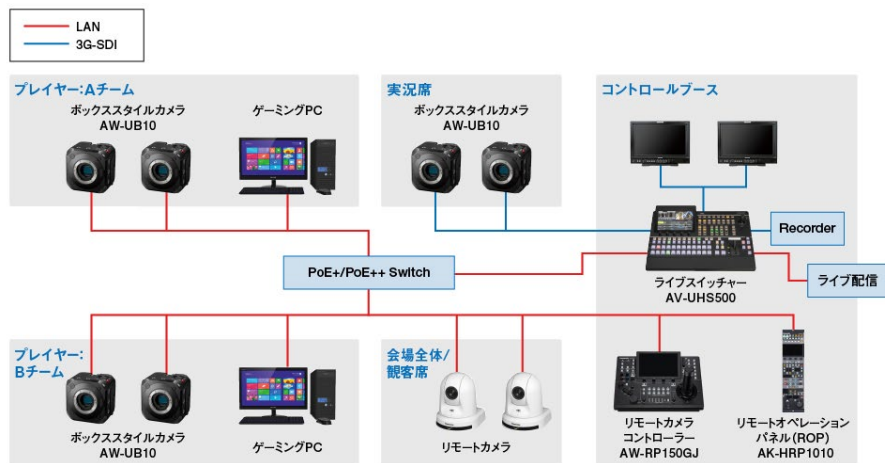 LAN
3G-SDI
プレイヤー:Aチーム
ボックススタイルカメラ
AW-UB10
ゲーミングPC
実況席
ボックススタイルカメラ
AW-UB10
コントロールブース
Recorder
ライブスイッチャー
AV-UHS500
ライブ配信
PoE+/PoE++ Switch
プレイヤー:
Bチーム
ボックススタイルカメラ
AW-UB10
ゲーミングPC
会場全体/
観客席
リモートカメラ
リモートカメラ
コントローラー
AW-RP150GJ
リモートオペレーション
パネル(ROP)
AK-HRP1010